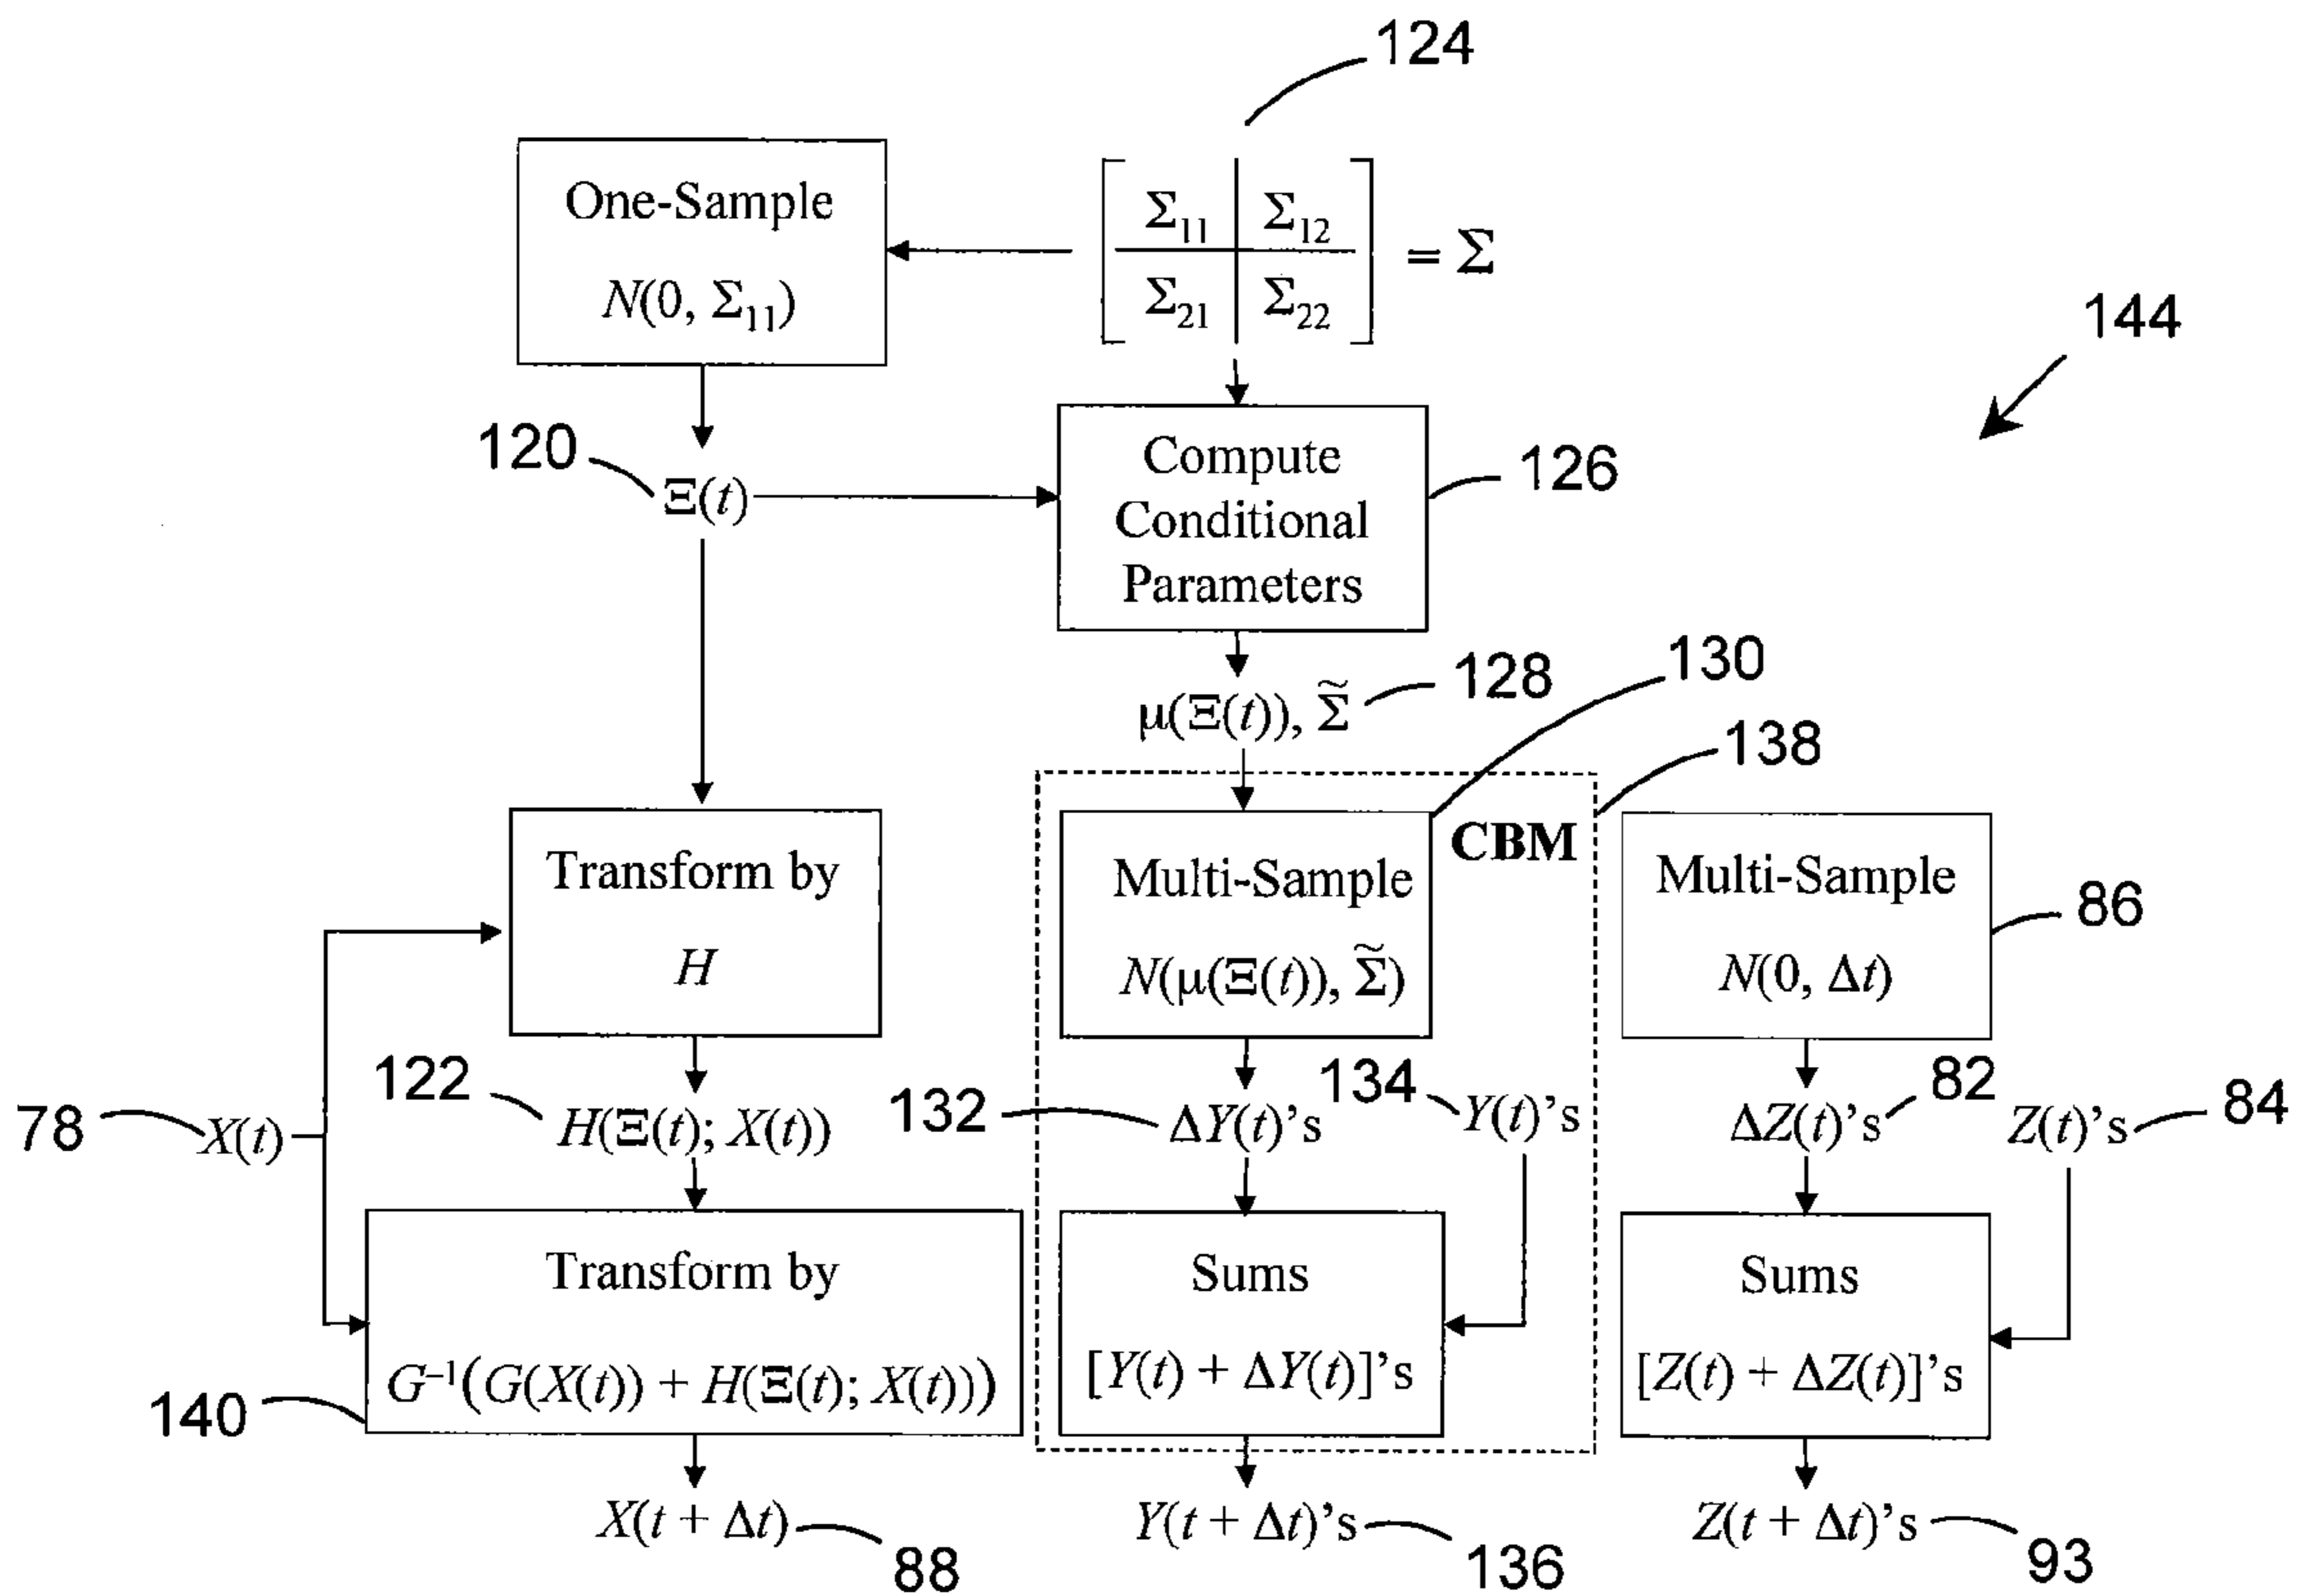 124
One-Sample
N(0, Σ₁₁)
Σ₁₁ Σ₁₂
Σ₂₁ Σ₂₂
= Σ
144
120
Ξ(t)
Compute
Conditional
Parameters
126
μ(Ξ(t)), Σ̃
128
130
138
Transform by
H
CBM
Multi-Sample
N(μ(Ξ(t)), Σ̃)
Multi-Sample
N(0, Δt)
86
78
X(t)
122
H(Ξ(t); X(t))
132
ΔY(t)’s
134
Y(t)’s
82
ΔZ(t)’s
84
Z(t)’s
Transform by
G⁻¹(G(X(t)) + H(Ξ(t); X(t)))
140
Sums
[Y(t) + ΔY(t)]’s
Sums
[Z(t) + ΔZ(t)]’s
X(t + Δt)
88
Y(t + Δt)’s
136
Z(t + Δt)’s
93